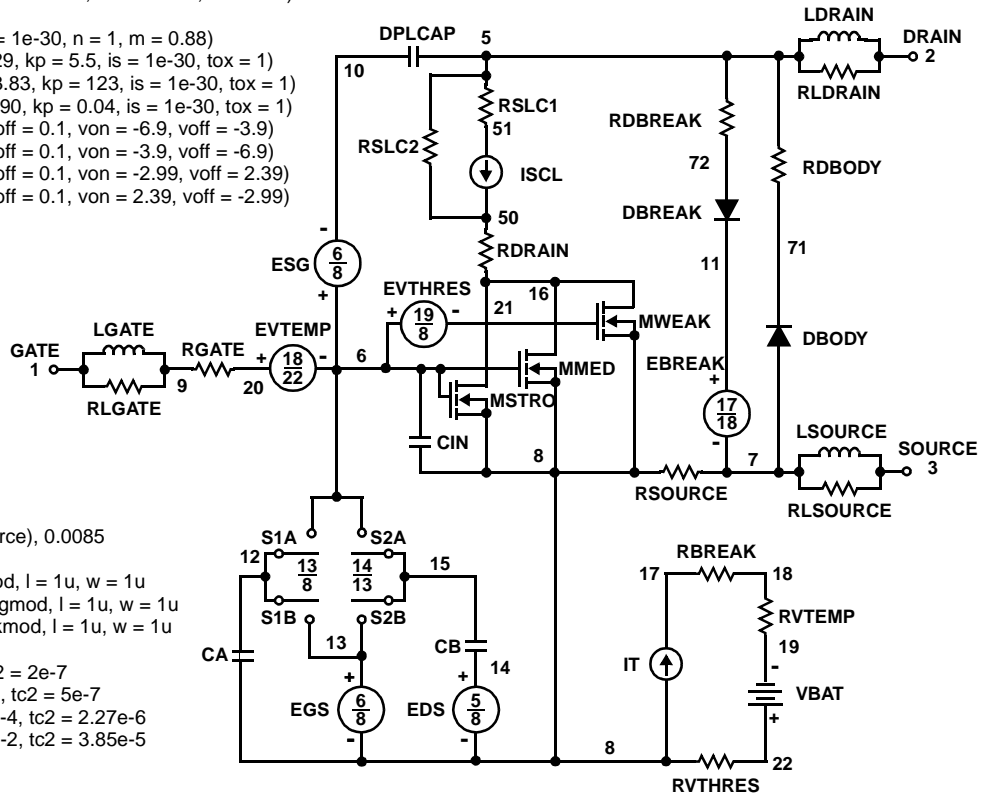 = 1e-30, n = 1, m = 0.88)
29, kp = 5.5, is = 1e-30, tox = 1)
3.83, kp = 123, is = 1e-30, tox = 1)
90, kp = 0.04, is = 1e-30, tox = 1)
off = 0.1, von = -6.9, voff = -3.9)
off = 0.1, von = -3.9, voff = -6.9)
off = 0.1, von = -2.99, voff = 2.39)
off = 0.1, von = 2.39, voff = -2.99)
LDRAIN
DPLCAP
5
DRAIN
2
10
RLDRAIN
RSLC1
51
RDBREAK
RSLC2
72
RDBODY
ISCL
50
DBREAK
RDRAIN
71
ESG
6
8
-
+
11
EVTHRES
+
19
8
-
16
21
MWEAK
LGATE
EVTEMP
GATE
1
RGATE
+
18
22
-
6
MMED
EBREAK
DBODY
9
20
RLGATE
MSTRO
+
17
18
-
CIN
LSOURCE
8
7
SOURCE
3
RSOURCE
RLSOURCE
rce), 0.0085
S1A
S2A
12
13
8
14
13
15
RBREAK
17
18
od, l = 1u, w = 1u
gmod, l = 1u, w = 1u
kmod, l = 1u, w = 1u
S1B
S2B
RVTEMP
13
CB
19
CA
14
IT
-
2 = 2e-7
, tc2 = 5e-7
-4, tc2 = 2.27e-6
-2, tc2 = 3.85e-5
+
+
VBAT
EGS
6
8
EDS
5
8
+
-
-
8
22
RVTHRES